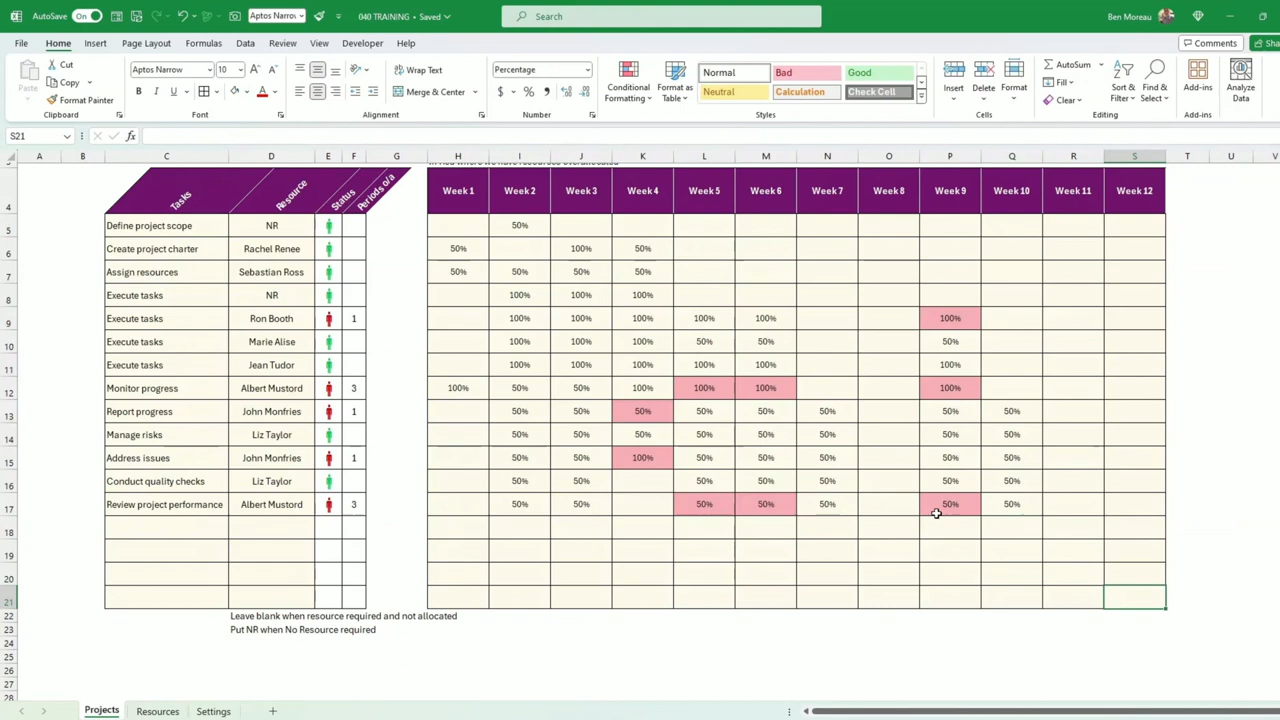 AutoSave On Aptos Narrow 040 TRAINING • Saved Search Ben Moreau
File Home Insert Page Layout Formulas Data Review View Developer Help Comments
Paste Cut Copy Format Painter Clipboard
Aptos Narrow 10 B I U A Font
Wrap Text Merge & Center Alignment
Percentage $ % Number
Conditional Formatting Format as Table Normal Bad Good Neutral Calculation Check Cell Styles
Insert Delete Format Cells
AutoSum Fill Clear Sort & Filter Find & Select Editing
Add-ins Add-ins
Analyze Data
S21 fx
A B C D E F G H I J K L M N O P Q R S T U V
4 Tasks Resource Status Periods o/a Week 1 Week 2 Week 3 Week 4 Week 5 Week 6 Week 7 Week 8 Week 9 Week 10 Week 11 Week 12
5 Define project scope NR 50%
6 Create project charter Rachel Renee 50% 100% 50%
7 Assign resources Sebastian Ross 50% 50% 50% 50%
8 Execute tasks NR 100% 100% 100%
9 Execute tasks Ron Booth 1 100% 100% 100% 100% 100% 100%
10 Execute tasks Marie Alise 100% 100% 100% 50% 50% 50%
11 Execute tasks Jean Tudor 100% 100% 100% 100% 100% 100%
12 Monitor progress Albert Mustord 3 100% 50% 50% 100% 100% 100% 100%
13 Report progress John Monfries 1 50% 50% 50% 50% 50% 50% 50% 50%
14 Manage risks Liz Taylor 50% 50% 50% 50% 50% 50% 50% 50%
15 Address issues John Monfries 1 50% 50% 100% 50% 50% 50% 50% 50%
16 Conduct quality checks Liz Taylor 50% 50% 50% 50% 50% 50% 50%
17 Review project performance Albert Mustord 3 50% 50% 50% 50% 50% 50% 50%
18
19
20
21
22 Leave blank when resource required and not allocated
23 Put NR when No Resource required
24
25
26
27
28
Projects Resources Settings